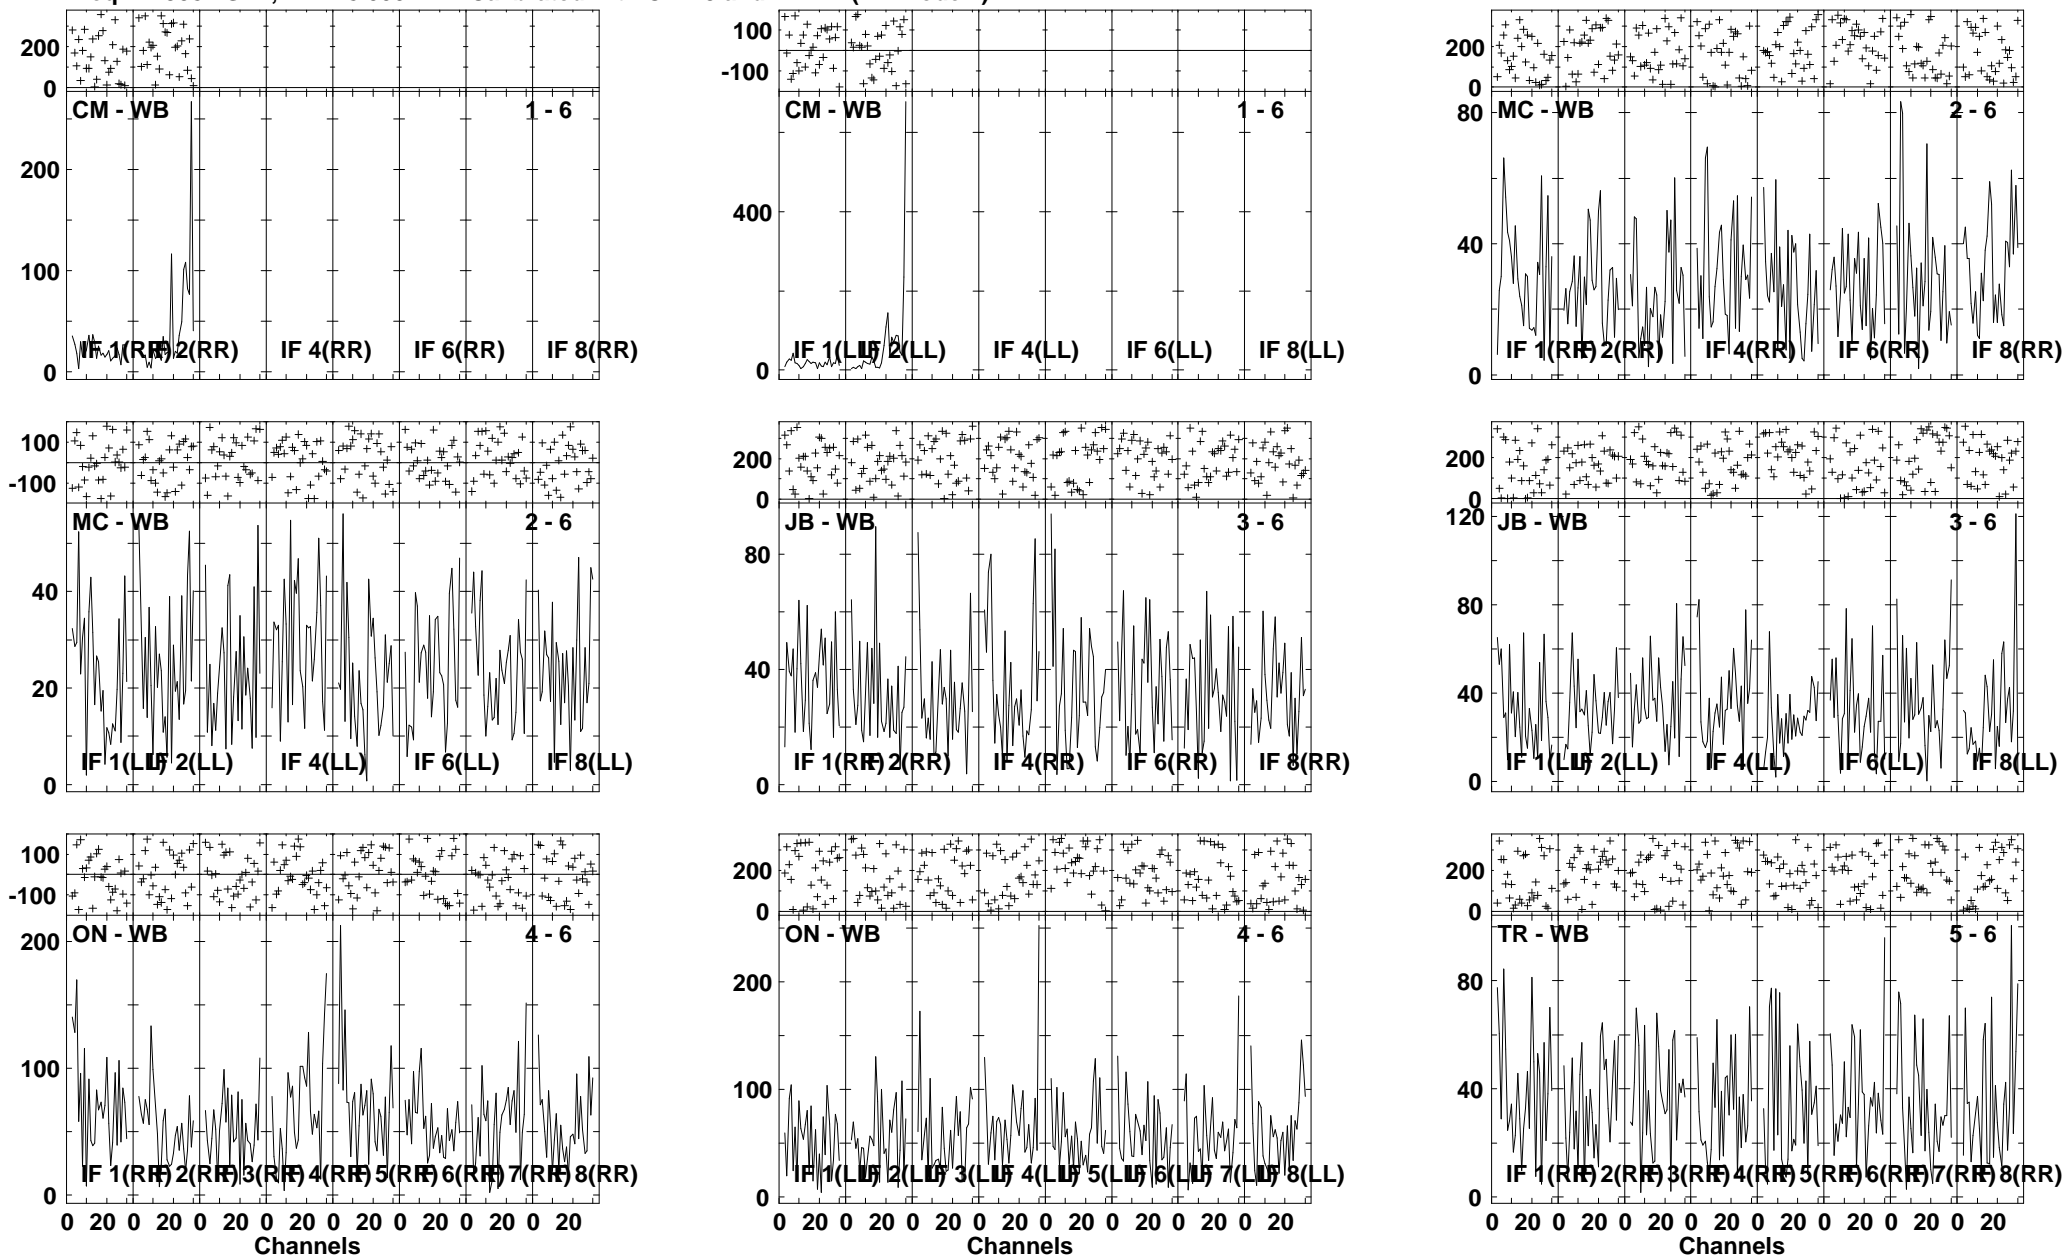 200
0
CM - WB
1 - 6
200
100
0
IF 1(RR)
IF 2(RR)
IF 4(RR)
IF 6(RR)
IF 8(RR)
100
-100
CM - WB
1 - 6
400
0
IF 1(LL)
IF 2(LL)
IF 4(LL)
IF 6(LL)
IF 8(LL)
200
0
MC - WB
2 - 6
80
40
0
IF 1(RR)
IF 2(RR)
IF 4(RR)
IF 6(RR)
IF 8(RR)
100
-100
MC - WB
2 - 6
40
20
0
IF 1(LL)
IF 2(LL)
IF 4(LL)
IF 6(LL)
IF 8(LL)
200
0
JB - WB
3 - 6
80
40
0
IF 1(RR)
IF 2(RR)
IF 4(RR)
IF 6(RR)
IF 8(RR)
200
0
JB - WB
3 - 6
120
80
40
0
IF 1(LL)
IF 2(LL)
IF 4(LL)
IF 6(LL)
IF 8(LL)
100
-100
ON - WB
4 - 6
200
100
0
IF 1(RR)
IF 2(RR)
IF 3(RR)
IF 4(RR)
IF 5(RR)
IF 6(RR)
IF 7(RR)
IF 8(RR)
0 20 0 20 0 20 0 20 0 20 0 20 0 20 0 20
Channels
200
0
ON - WB
4 - 6
200
100
0
IF 1(LL)
IF 2(LL)
IF 3(LL)
IF 4(LL)
IF 5(LL)
IF 6(LL)
IF 7(LL)
IF 8(LL)
0 20 0 20 0 20 0 20 0 20 0 20 0 20 0 20
Channels
200
0
TR - WB
5 - 6
80
40
0
IF 1(RR)
IF 2(RR)
IF 3(RR)
IF 4(RR)
IF 5(RR)
IF 6(RR)
IF 7(RR)
IF 8(RR)
0 20 0 20 0 20 0 20 0 20 0 20 0 20 0 20
Channels